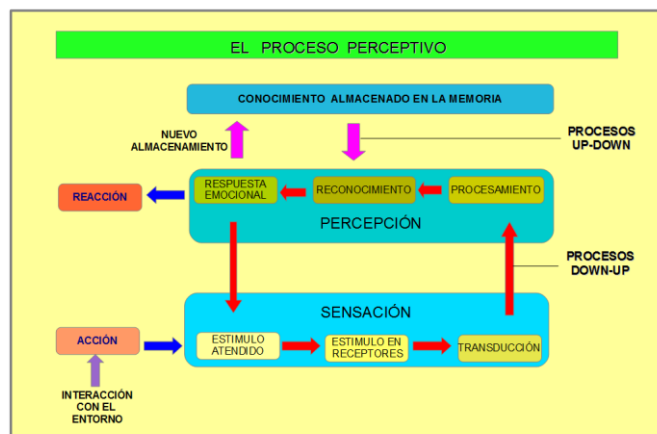 EL PROCESO PERCEPTIVO
CONOCIMIENTO ALMACENADO EN LA MEMORIA
NUEVO
ALMACENAMIENTO
PROCESOS
UP-DOWN
RESPUESTA
EMOCIONAL
RECONOCIMIENTO
PROCESAMIENTO
REACCIÓN
PERCEPCIÓN
PROCESOS
DOWN-UP
SENSACIÓN
ACCIÓN
ESTIMULO
ATENDIDO
ESTIMULO EN
RECEPTORES
TRANSDUCCIÓN
INTERACCIÓN
CON EL
ENTORNO